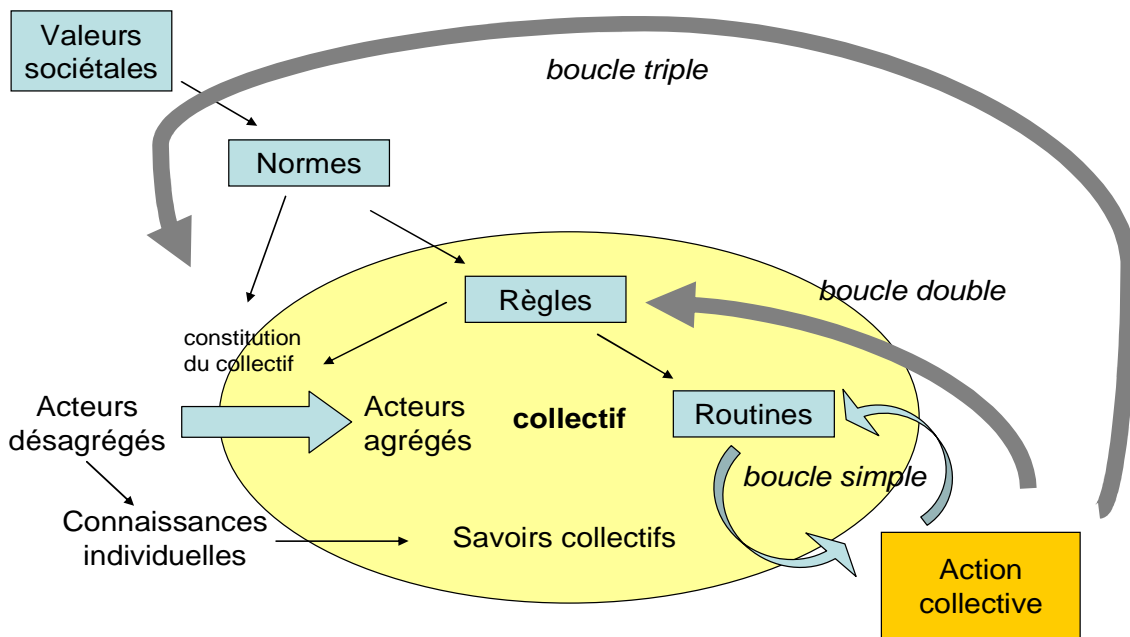 Valeurs
sociétales
boucle triple
Normes
boucle double
Règles
constitution
du collectif
Acteurs
désagrégés
Acteurs
agrégés
collectif
Routines
boucle simple
Connaissances
individuelles
Savoirs collectifs
Action
collective